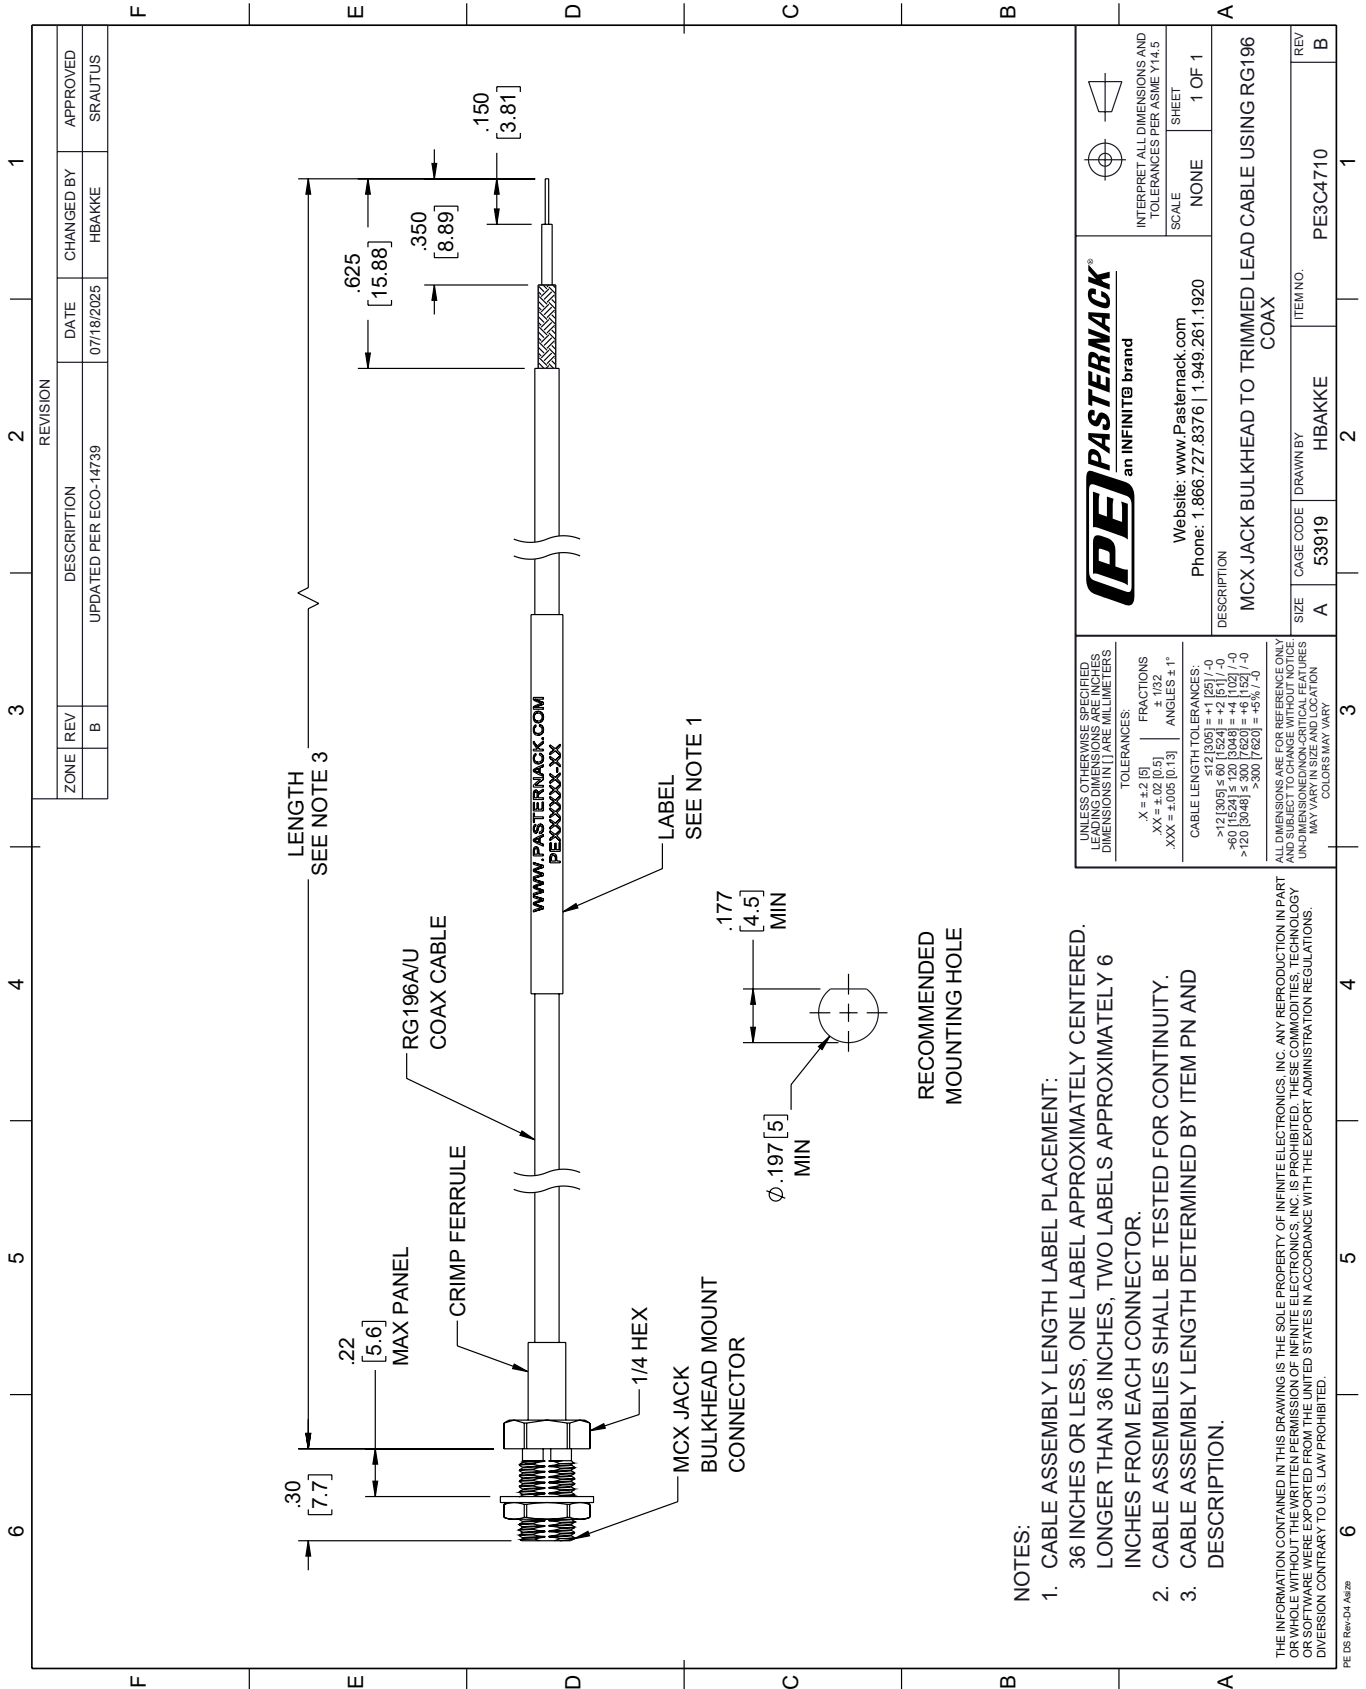 6
5
4
3
2
1
F
E
D
C
B
A
REVISION
ZONE
REV
DESCRIPTION
DATE
CHANGED BY
APPROVED
B
UPDATED PER ECO-14739
07/18/2025
HBAKKE
SRAUTUS
LENGTH
SEE NOTE 3
.30
[7.7]
.22
[5.6]
MAX PANEL
.625
[15.88]
.350
[8.89]
.150
[3.81]
CRIMP FERRULE
RG196A/U
COAX CABLE
WWW.PASTERNACK.COM
PEXXXXXX-XX
1/4 HEX
MCX JACK
BULKHEAD MOUNT
CONNECTOR
LABEL
SEE NOTE 1
.177
[4.5]
MIN
Ø.197 [5]
MIN
RECOMMENDED
MOUNTING HOLE
NOTES:
1. CABLE ASSEMBLY LENGTH LABEL PLACEMENT:
36 INCHES OR LESS, ONE LABEL APPROXIMATELY CENTERED.
LONGER THAN 36 INCHES, TWO LABELS APPROXIMATELY 6
INCHES FROM EACH CONNECTOR.
2. CABLE ASSEMBLIES SHALL BE TESTED FOR CONTINUITY.
3. CABLE ASSEMBLY LENGTH DETERMINED BY ITEM PN AND
DESCRIPTION.
THE INFORMATION CONTAINED IN THIS DRAWING IS THE SOLE PROPERTY OF INFINITE ELECTRONICS, INC. ANY REPRODUCTION IN PART
OR WHOLE WITHOUT THE WRITTEN PERMISSION OF INFINITE ELECTRONICS, INC. IS PROHIBITED. THESE COMMODITIES, TECHNOLOGY
OR SOFTWARE WERE EXPORTED FROM THE UNITED STATES IN ACCORDANCE WITH THE EXPORT ADMINISTRATION REGULATIONS.
DIVERSION CONTRARY TO U.S. LAW PROHIBITED.
UNLESS OTHERWISE SPECIFIED
LEADING DIMENSIONS ARE INCHES
DIMENSIONS IN [ ] ARE MILLIMETERS
TOLERANCES:
.X = ±.2 [5]
.XX = ±.02 [0.5]
.XXX = ±.005 [0.13]
FRACTIONS
± 1/32
ANGLES ± 1°
CABLE LENGTH TOLERANCES:
≤12 [305] = +1 [25] / -0
>12 [305] ≤ 60 [1524] = +2 [51] / -0
>60 [1524] ≤ 120 [3048] = +4 [102] / -0
>120 [3048] ≤ 300 [7620] = +6 [152] / -0
>300 [7620] = +5% / -0
ALL DIMENSIONS ARE FOR REFERENCE ONLY
AND SUBJECT TO CHANGE WITHOUT NOTICE.
UN-DIMENSIONED/NON-CRITICAL FEATURES
MAY VARY IN SIZE AND LOCATION
COLORS MAY VARY
PE PASTERNACK®
an INFINIT@ brand
Website: www.Pasternack.com
Phone: 1.866.727.8376 | 1.949.261.1920
INTERPRET ALL DIMENSIONS AND
TOLERANCES PER ASME Y14.5
SCALE
NONE
SHEET
1 OF 1
DESCRIPTION
MCX JACK BULKHEAD TO TRIMMED LEAD CABLE USING RG196
COAX
SIZE
A
CAGE CODE
53919
DRAWN BY
HBAKKE
ITEM NO.
PE3C4710
REV
B
6
5
4
3
2
1
F
E
D
C
B
A
PE DS Rev-D4 Asize